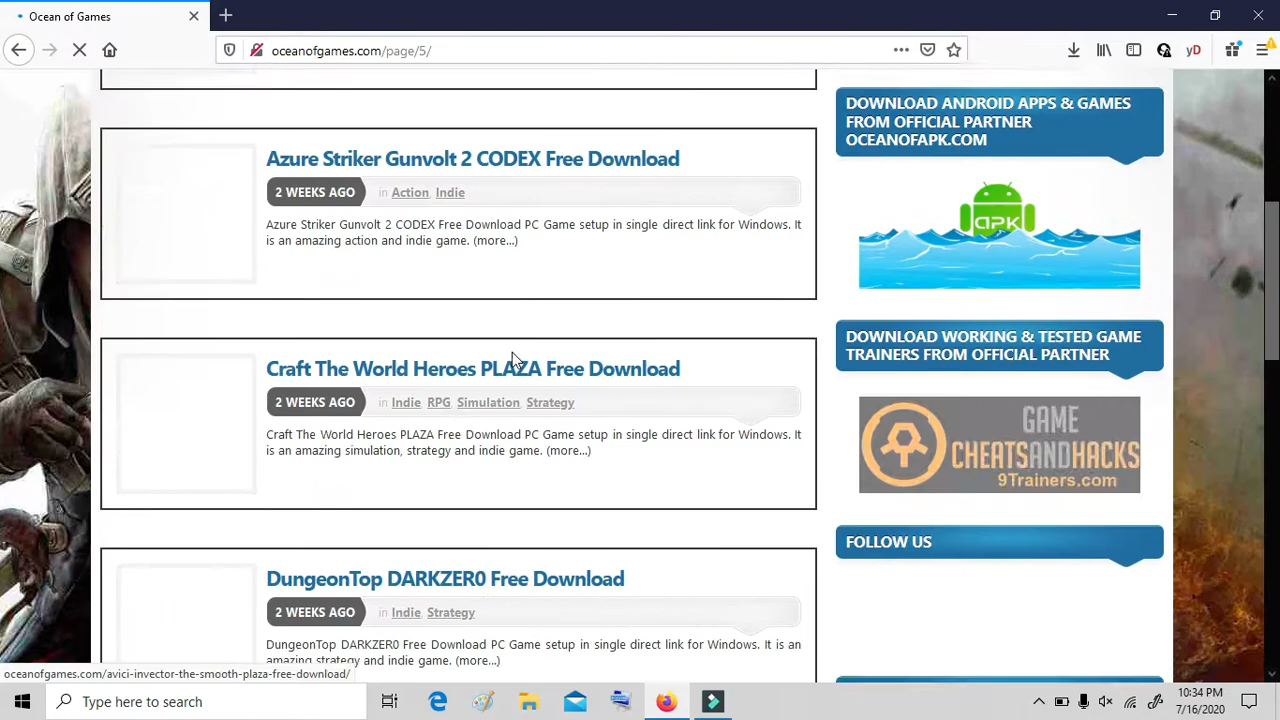 Ocean of Games
oceanofgames.com/page/5/
yD
DOWNLOAD ANDROID APPS & GAMES
FROM OFFICIAL PARTNER
OCEANOFAPK.COM
Azure Striker Gunvolt 2 CODEX Free Download
2 WEEKS AGO in Action, Indie
Azure Striker Gunvolt 2 CODEX Free Download PC Game setup in single direct link for Windows. It
is an amazing action and indie game. (more...)
apk
DOWNLOAD WORKING & TESTED GAME
TRAINERS FROM OFFICIAL PARTNER
Craft The World Heroes PLAZA Free Download
2 WEEKS AGO in Indie, RPG, Simulation, Strategy
Craft The World Heroes PLAZA Free Download PC Game setup in single direct link for Windows. It
is an amazing simulation, strategy and indie game. (more...)
GAME
CHEATSANDHACKS
9Trainers.com
FOLLOW US
DungeonTop DARKZER0 Free Download
2 WEEKS AGO in Indie, Strategy
DungeonTop DARKZER0 Free Download PC Game setup in single direct link for Windows. It is an
amazing strategy and indie game. (more...)
oceanofgames.com/avici-invector-the-smooth-plaza-free-download/
Type here to search
10:34 PM
7/16/2020